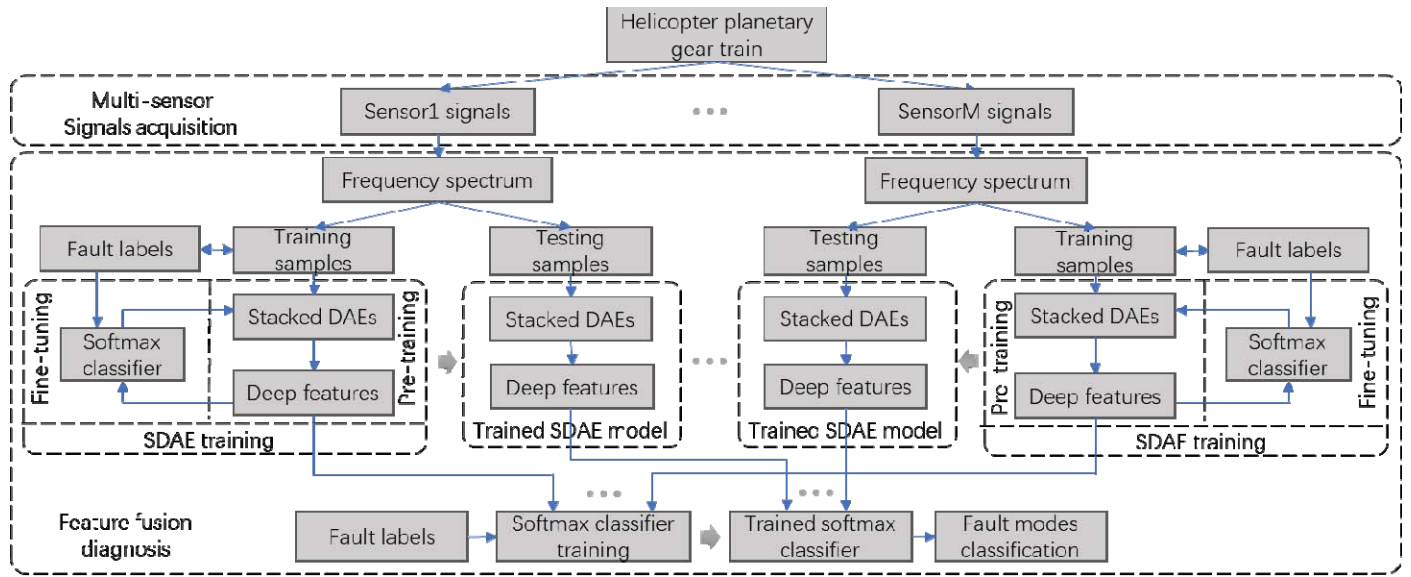 Helicopter planetary
gear train
Multi-sensor
Signals acquisition
Sensor1 signals
SensorM signals
Frequency spectrum
Frequency spectrum
Fault labels
Training
samples
Testing
samples
Testing
samples
Training
samples
Fault labels
Fine-tuning
Softmax
classifier
Stacked DAEs
Deep features
Pre-training
SDAE training
Stacked DAEs
Deep features
Trained SDAE model
Stacked DAEs
Deep features
Trainec SDAE model
Prc training
Stacked DAEs
Deep features
Softmax
classifier
Fine-tuning
SDAF training
Feature fusion
diagnosis
Fault labels
Softmax classifier
training
Trained softmax
classifier
Fault modes
classification